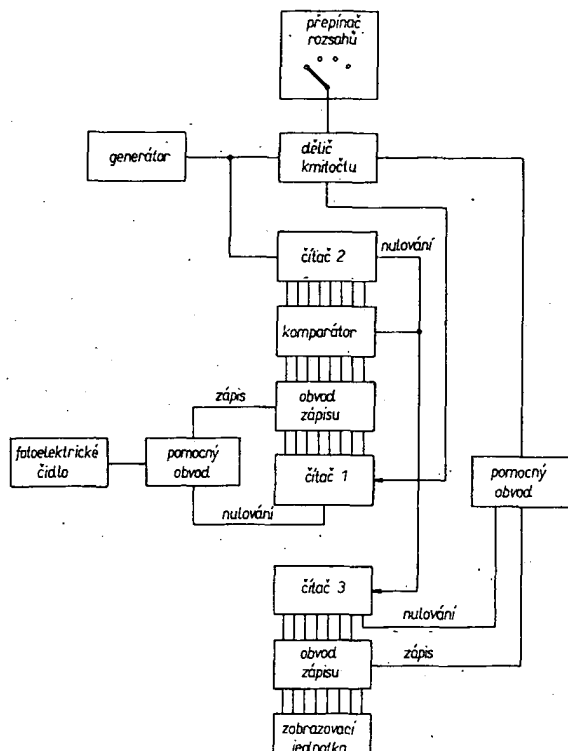 přepínač
rozsahů
generátor
dělič
kmitočtu
čítač 2
nulování
komparátor
zápis
obvod
zápisu
fotoelektrické
čidlo
pomocný
obvod
čítač 1
nulování
pomocný
obvod
čítač 3
nulování
obvod
zápisu
zápis
zobrazovací
jednotka